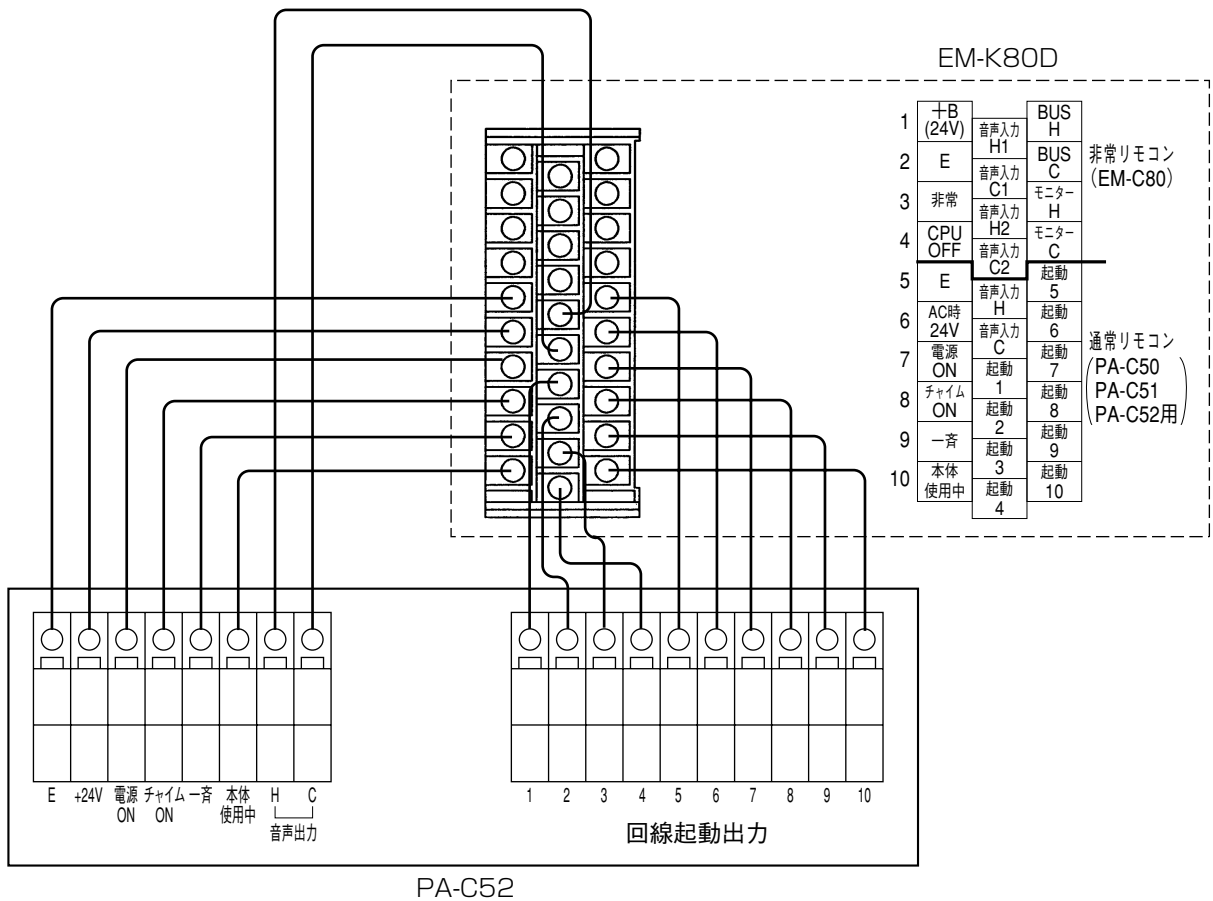 EM-K80D
1
+B
(24V)
音声入力
H1
BUS
H
2
E
音声入力
C1
BUS
C
3
非常
音声入力
H2
モニター
H
4
CPU
OFF
音声入力
C2
モニター
C
5
E
音声入力
H
起動
5
6
AC時
24V
音声入力
C
起動
6
7
電源
ON
起動
1
起動
7
8
チャイム
ON
起動
2
起動
8
9
一斉
起動
3
起動
9
10
本体
使用中
起動
4
起動
10
非常リモコン
(EM-C80)
通常リモコン
(PA-C50
PA-C51
PA-C52用)
E +24V 電源 チャイム 一斉 本体 H C
ON ON 使用中
音声出力
1 2 3 4 5 6 7 8 9 10
回線起動出力
PA-C52